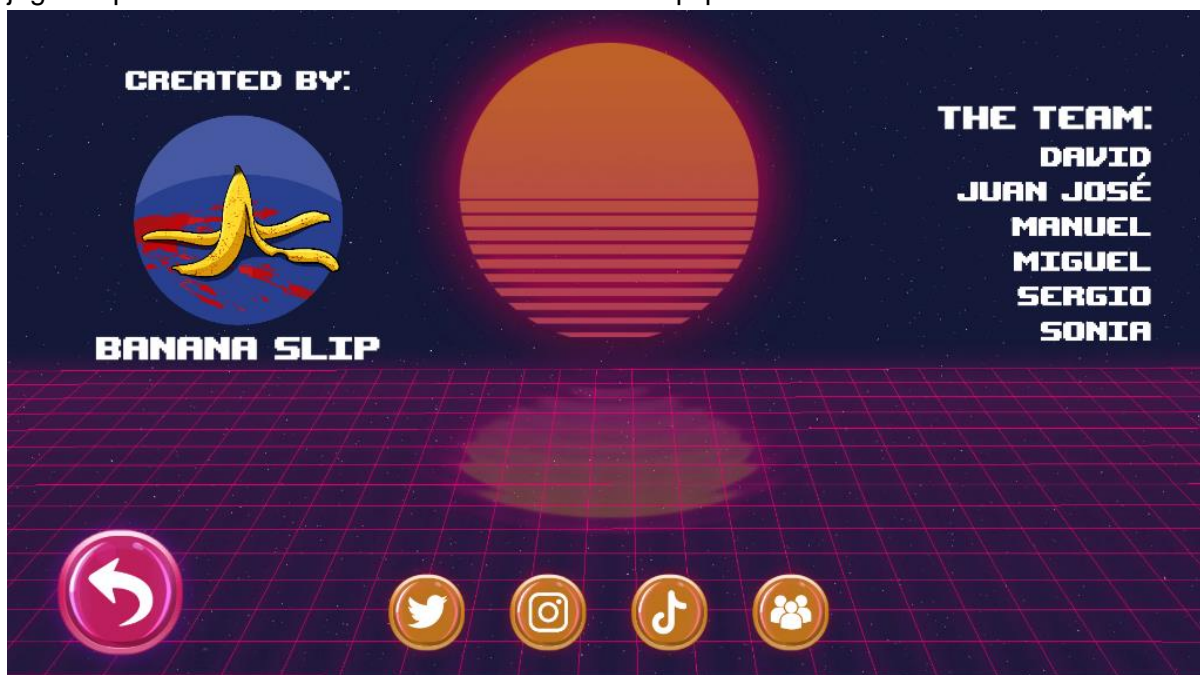 CREATED BY:
BANANA SLIP
THE TEAM:
DAVID
JUAN JOSÉ
MANUEL
MIGUEL
SERGIO
SONIA